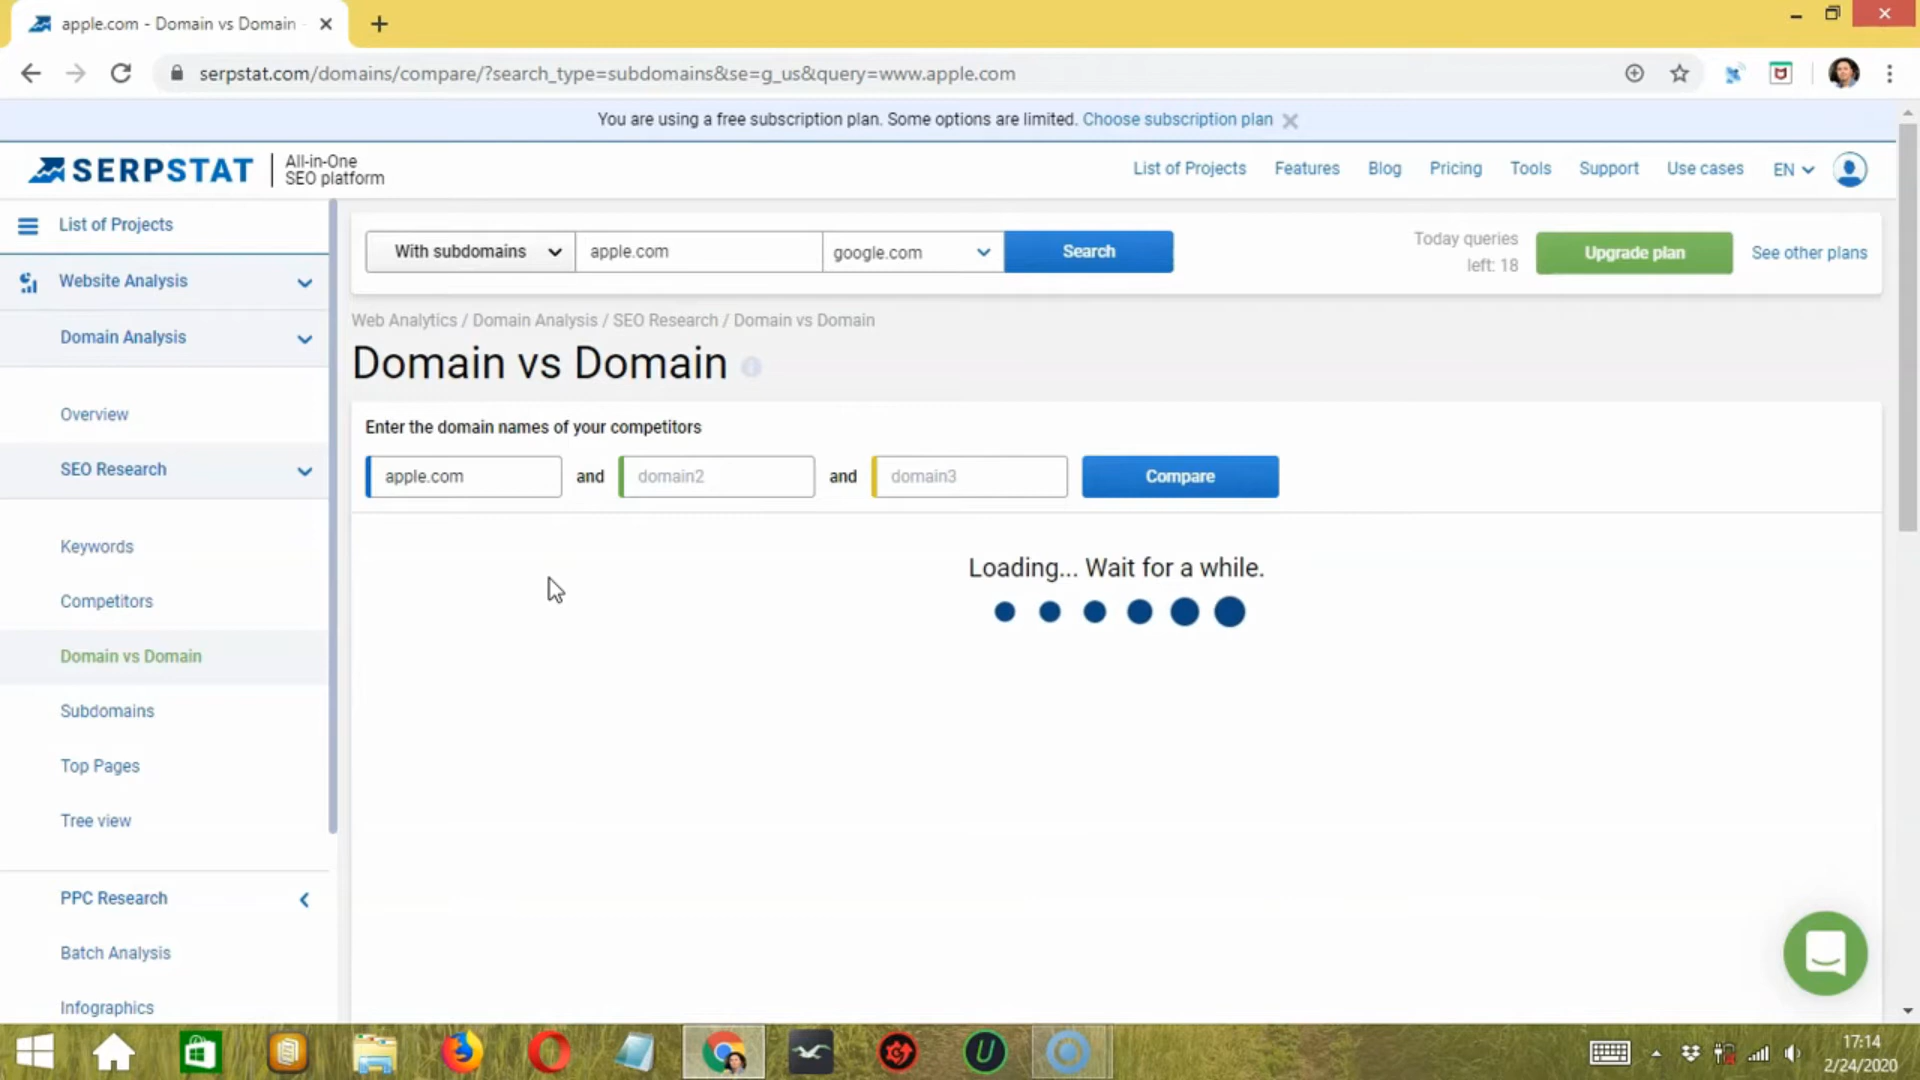 apple.com - Domain vs Domain
serpstat.com/domains/compare/?search_type=subdomains&se=g_us&query=www.apple.com
You are using a free subscription plan. Some options are limited. Choose subscription plan
SERPSTAT
All-in-One
SEO platform
List of Projects
Features
Blog
Pricing
Tools
Support
Use cases
EN
List of Projects
Website Analysis
Domain Analysis
Overview
SEO Research
Keywords
Competitors
Domain vs Domain
Subdomains
Top Pages
Tree view
PPC Research
Batch Analysis
Infographics
With subdomains
apple.com
google.com
Search
Today queries
left: 18
Upgrade plan
See other plans
Web Analytics / Domain Analysis / SEO Research / Domain vs Domain
Domain vs Domain
Enter the domain names of your competitors
apple.com and domain2 and domain3 Compare
Loading... Wait for a while.
17:14
2/24/2020